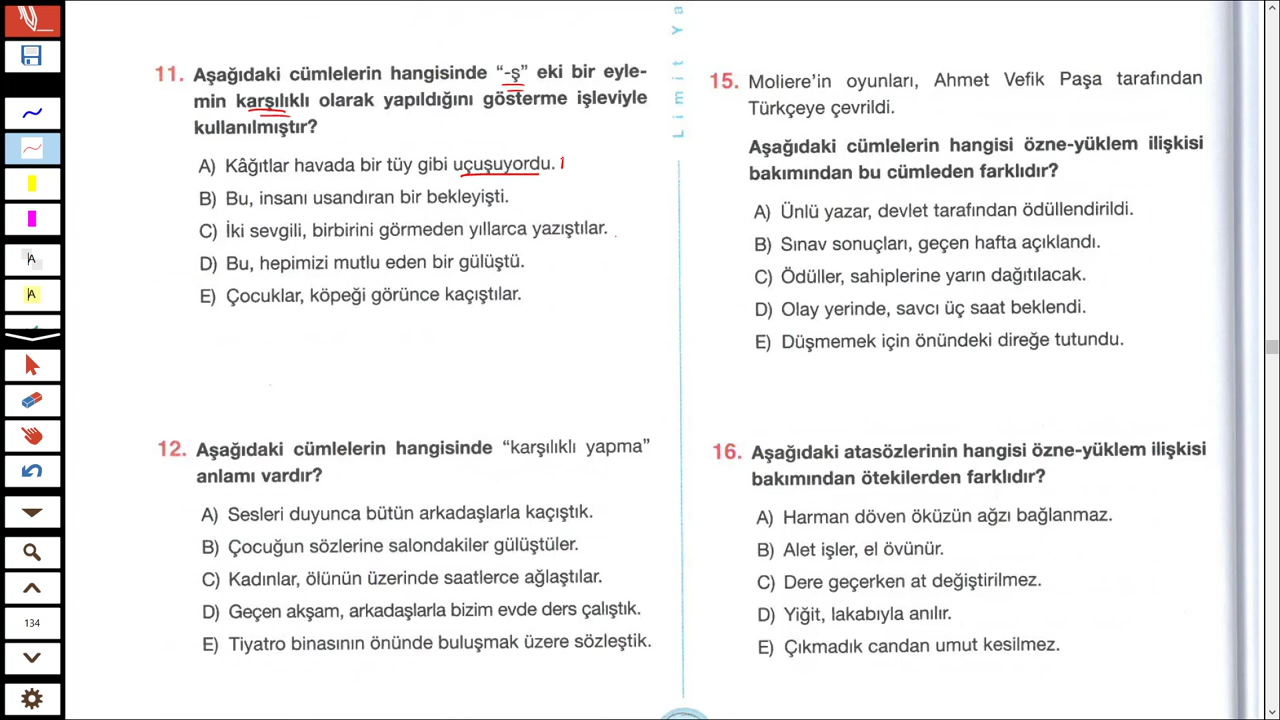 11. Aşağıdaki cümlelerin hangisinde “-ş” eki bir eyle-
min karşılıklı olarak yapıldığını gösterme işleviyle
kullanılmıştır?
A) Kâğıtlar havada bir tüy gibi uçuşuyordu.
B) Bu, insanı usandıran bir bekleyişti.
C) İki sevgili, birbirini görmeden yıllarca yazıştılar.
D) Bu, hepimizi mutlu eden bir gülüştü.
E) Çocuklar, köpeği görünce kaçıştılar.
12. Aşağıdaki cümlelerin hangisinde “karşılıklı yapma”
anlamı vardır?
A) Sesleri duyunca bütün arkadaşlarla kaçıştık.
B) Çocuğun sözlerine salondakiler gülüştüler.
C) Kadınlar, ölünün üzerinde saatlerce ağlaştılar.
D) Geçen akşam, arkadaşlarla bizim evde ders çalıştık.
E) Tiyatro binasının önünde buluşmak üzere sözleştik.
Limit Ya
15. Moliere’in oyunları, Ahmet Vefik Paşa tarafından
Türkçeye çevrildi.
Aşağıdaki cümlelerin hangisi özne-yüklem ilişkisi
bakımından bu cümleden farklıdır?
A) Ünlü yazar, devlet tarafından ödüllendirildi.
B) Sınav sonuçları, geçen hafta açıklandı.
C) Ödüller, sahiplerine yarın dağıtılacak.
D) Olay yerinde, savcı üç saat beklendi.
E) Düşmemek için önündeki direğe tutundu.
16. Aşağıdaki atasözlerinin hangisi özne-yüklem ilişkisi
bakımından ötekilerden farklıdır?
A) Harman döven öküzün ağzı bağlanmaz.
B) Alet işler, el övünür.
C) Dere geçerken at değiştirilmez.
D) Yiğit, lakabıyla anılır.
E) Çıkmadık candan umut kesilmez.
A
A
134